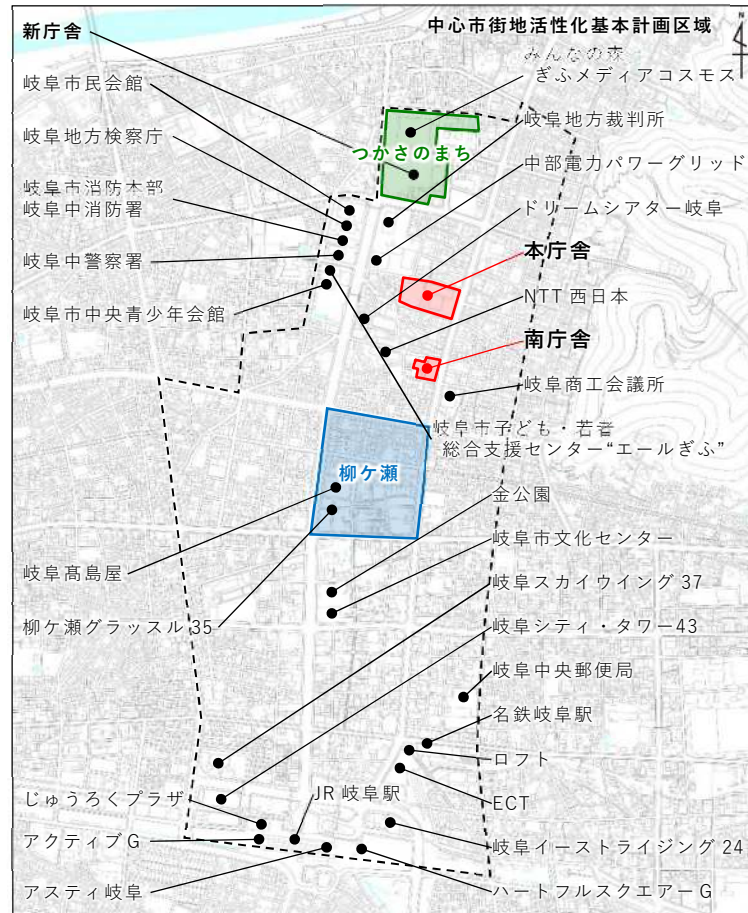 新庁舎
中心市街地活性化基本計画区域
N
みんなの森
ぎふメディアコスモス
岐阜市民会館
岐阜地方裁判所
岐阜地方検察庁
つかさのまち
中部電力パワーグリッド
岐阜市消防本部
岐阜中消防署
ドリームシアター岐阜
岐阜中警察署
本庁舎
NTT西日本
岐阜市中央青少年会館
南庁舎
岐阜商工会議所
岐阜市子ども・若者
総合支援センター“エールぎふ”
柳ケ瀬
金公園
岐阜市文化センター
岐阜髙島屋
岐阜スカイウイング37
柳ケ瀬グラッスル35
岐阜シティ・タワー43
岐阜中央郵便局
名鉄岐阜駅
ロフト
じゅうろくプラザ
JR岐阜駅
ECT
アクティブG
岐阜イーストライジング24
アスティ岐阜
ハートフルスクエアーG